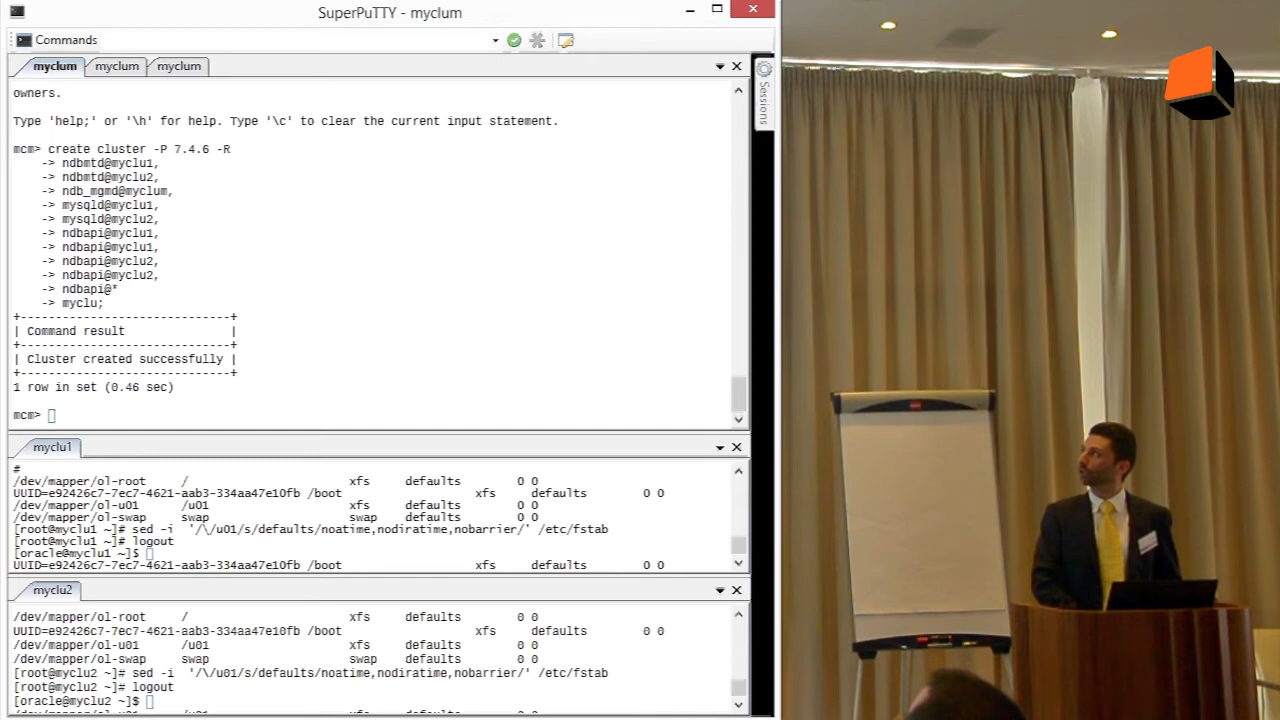 SuperPuTTY - myclum
Commands
myclum myclum myclum
owners.
Type 'help;' or '\h' for help. Type '\c' to clear the current input statement.
mcm> create cluster -P 7.4.6 -R
-> ndbmtd@myclu1,
-> ndbmtd@myclu2,
-> ndb_mgmd@myclum,
-> mysqld@myclu1,
-> mysqld@myclu2,
-> ndbapi@myclu1,
-> ndbapi@myclu1,
-> ndbapi@myclu2,
-> ndbapi@myclu2,
-> ndbapi@*
-> myclu;
+-----------------------------+
| Command result |
+-----------------------------+
| Cluster created successfully |
+-----------------------------+
1 row in set (0.46 sec)
mcm>
Sessions
myclu1
#
/dev/mapper/ol-root / xfs defaults 0 0
UUID=e92426c7-7ec7-4621-aab3-334aa47e10fb /boot xfs defaults 0 0
/dev/mapper/ol-u01 /u01 xfs defaults 0 0
/dev/mapper/ol-swap swap swap defaults 0 0
[root@myclu1 ~]# sed -i '/\/u01/s/defaults/noatime,nodiratime,nobarrier/' /etc/fstab
[root@myclu1 ~]# logout
[oracle@myclu1 ~]$
UUID=e92426c7-7ec7-4621-aab3-334aa47e10fb /boot xfs defaults 0 0
myclu2
/dev/mapper/ol-root / xfs defaults 0 0
UUID=e92426c7-7ec7-4621-aab3-334aa47e10fb /boot xfs defaults 0 0
/dev/mapper/ol-u01 /u01 xfs defaults 0 0
/dev/mapper/ol-swap swap swap defaults 0 0
[root@myclu2 ~]# sed -i '/\/u01/s/defaults/noatime,nodiratime,nobarrier/' /etc/fstab
[root@myclu2 ~]# logout
[oracle@myclu2 ~]$